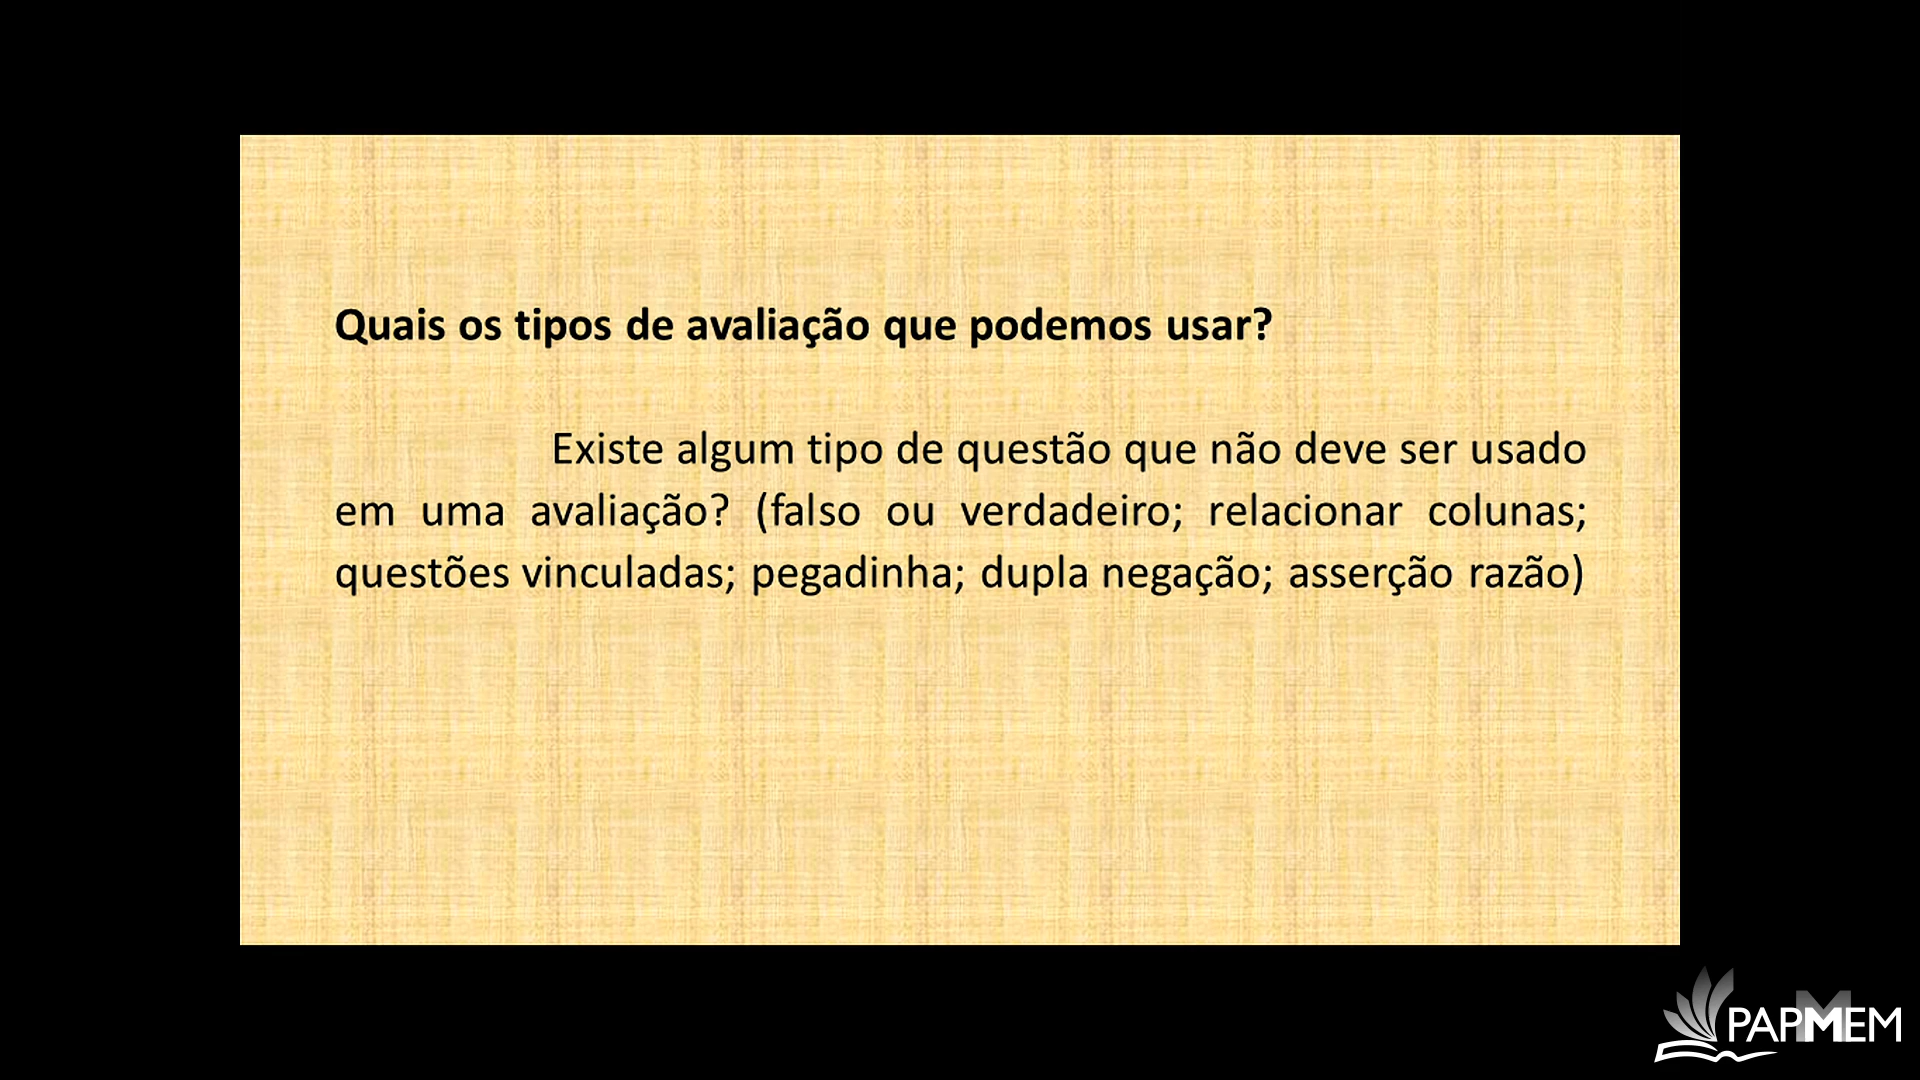 Quais os tipos de avaliação que podemos usar?
Existe algum tipo de questão que não deve ser usado
em uma avaliação? (falso ou verdadeiro; relacionar colunas;
questões vinculadas; pegadinha; dupla negação; asserção razão)
PAPMEM